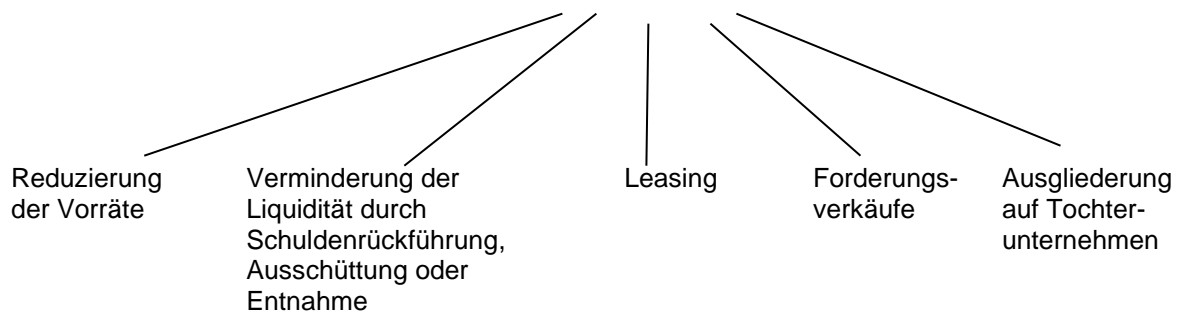 Reduzierung
der Vorräte
Verminderung der
Liquidität durch
Schuldenrückführung,
Ausschüttung oder
Entnahme
Leasing
Forderungs-
verkäufe
Ausgliederung
auf Tochter-
unternehmen